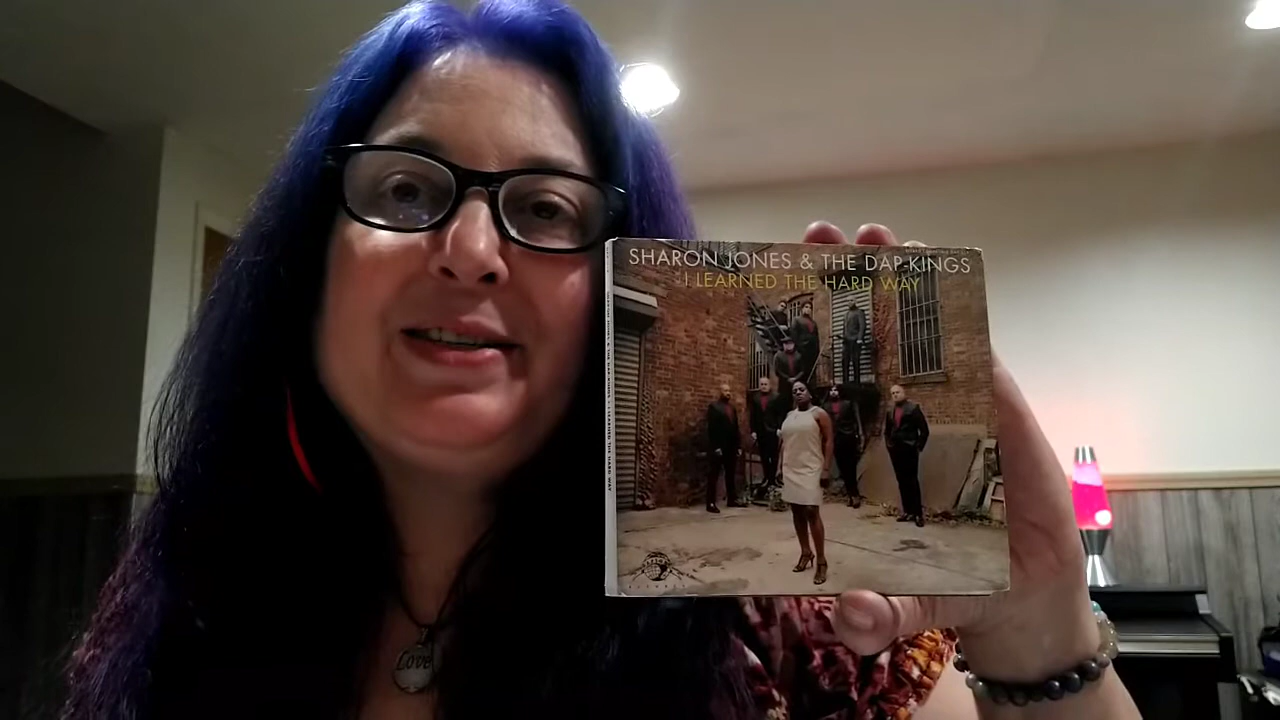 SHARON JONES & THE DAP-KINGS
I LEARNED THE HARD WAY
SHARON JONES & THE DAP-KINGS I LEARNED THE HARD WAY
Love